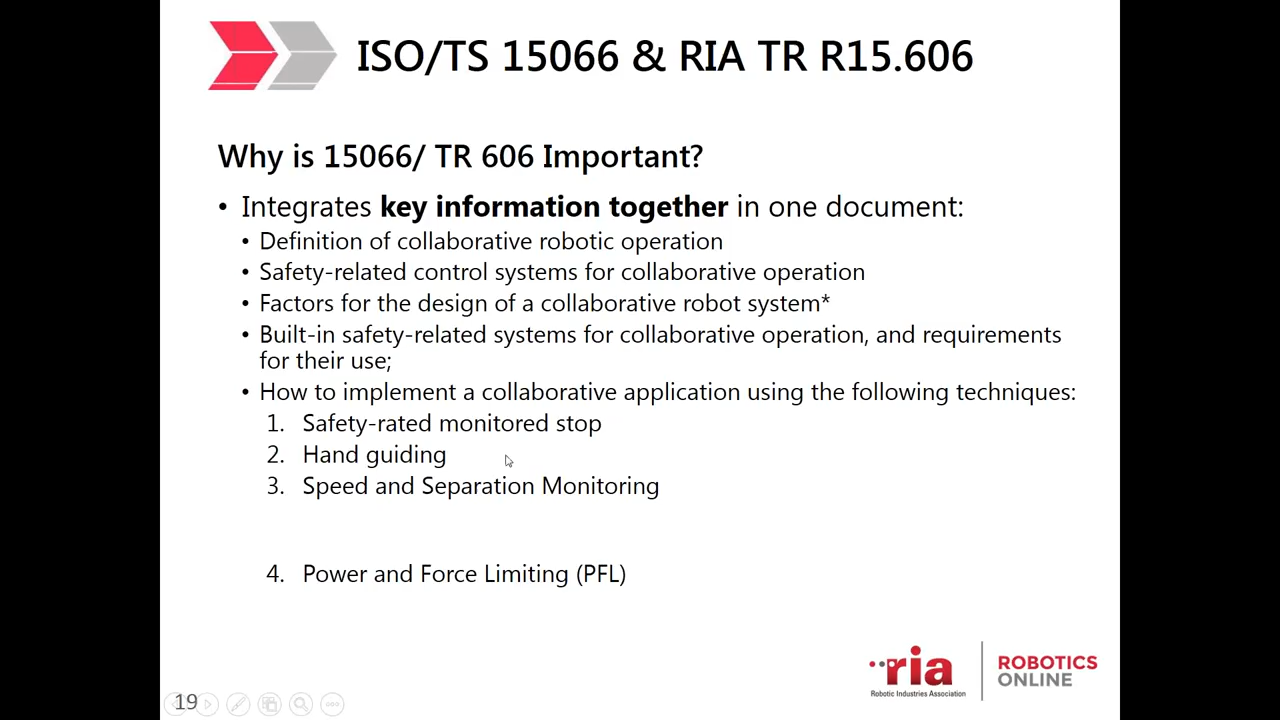 ISO/TS 15066 & RIA TR R15.606
Why is 15066/ TR 606 Important?
• Integrates key information together in one document:
• Definition of collaborative robotic operation
• Safety-related control systems for collaborative operation
• Factors for the design of a collaborative robot system*
• Built-in safety-related systems for collaborative operation, and requirements
for their use;
• How to implement a collaborative application using the following techniques:
1. Safety-rated monitored stop
2. Hand guiding
3. Speed and Separation Monitoring
4. Power and Force Limiting (PFL)
ria
Robotic Industries Association
ROBOTICS
ONLINE
19